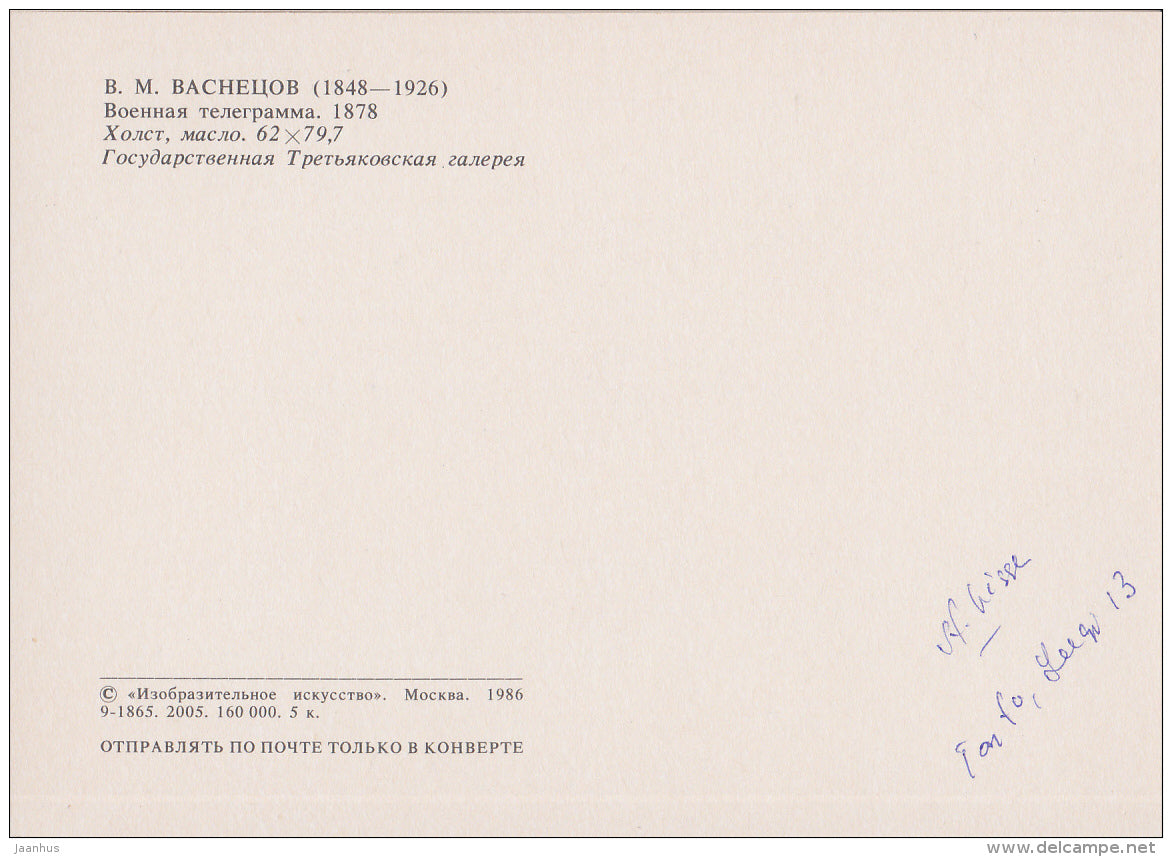 В. М. ВАСНЕЦОВ (1848—1926)
Военная телеграмма. 1878
Холст, масло. 62×79,7
Государственная Третьяковская галерея
© «Изобразительное искусство». Москва. 1986
9-1865. 2005. 160 000. 5 к.
ОТПРАВЛЯТЬ ПО ПОЧТЕ ТОЛЬКО В КОНВЕРТЕ
13
Jaanhus
www.delcampe.net